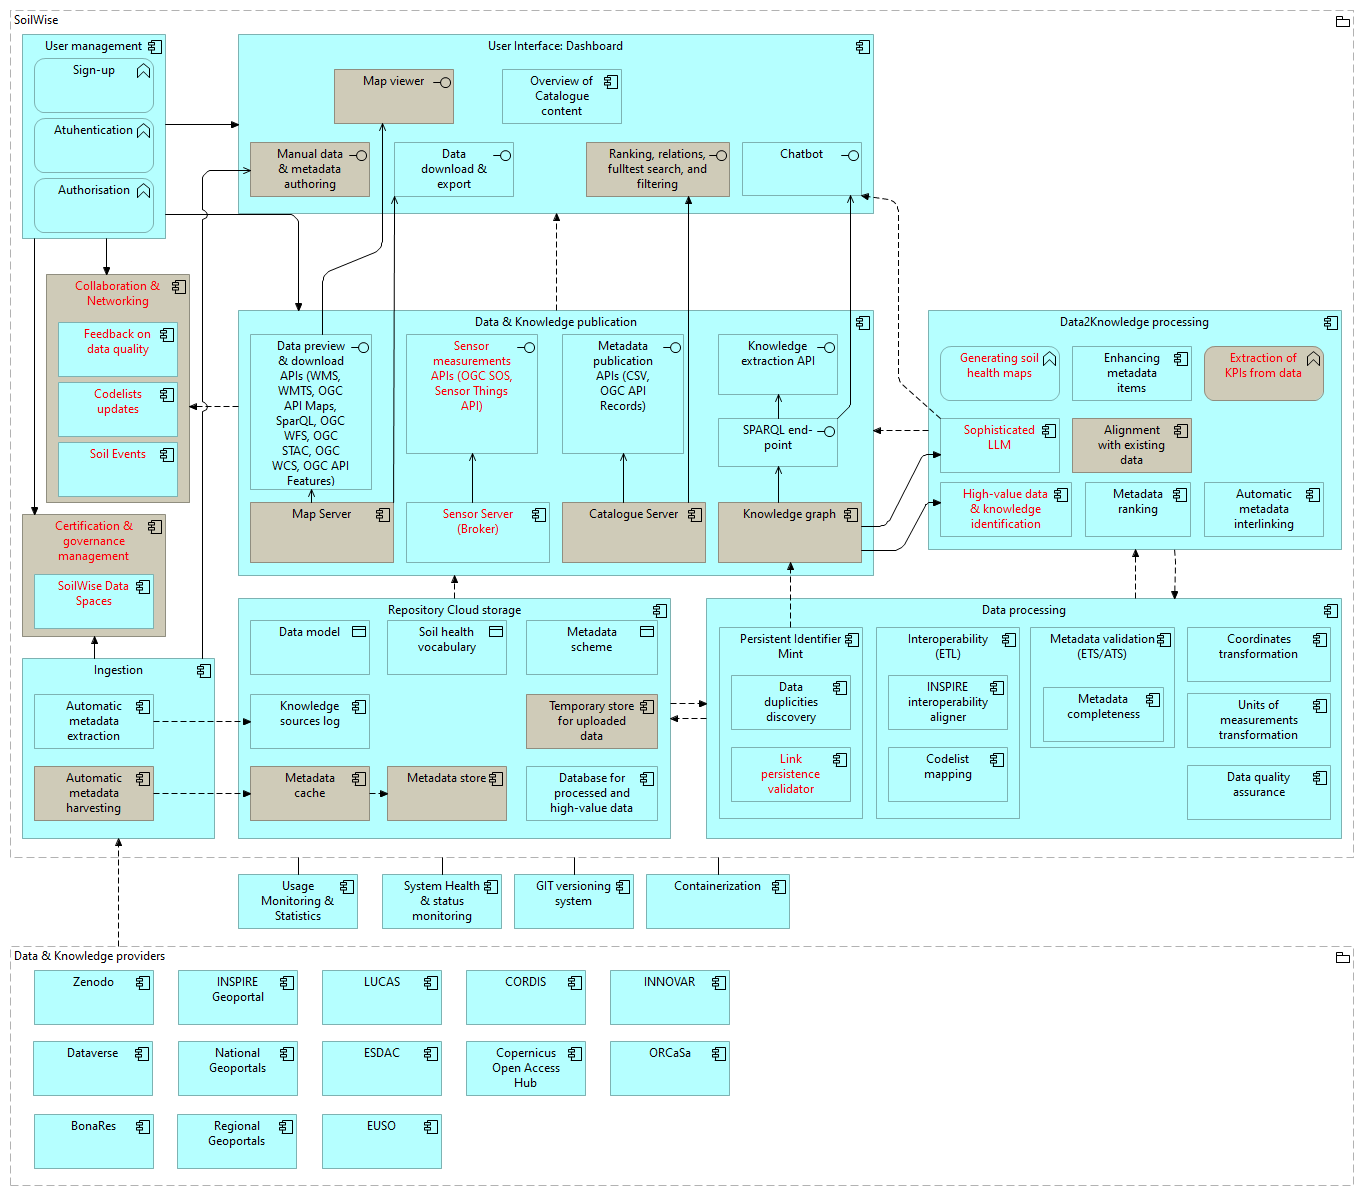 SoilWise
User management
Sign-up
Atuhentication
Authorisation
User Interface: Dashboard
Map viewer
Overview of
Catalogue
content
Manual data
& metadata
authoring
Data
download &
export
Ranking, relations,
fulltest search, and
filtering
Chatbot
Collaboration &
Networking
Feedback on
data quality
Codelists
updates
Soil Events
Certification &
governance
management
SoilWise Data
Spaces
Data & Knowledge publication
Data preview
& download
APIs (WMS,
WMTS, OGC
API Maps,
SparQL, OGC
WFS, OGC
STAC, OGC
WCS, OGC API
Features)
Sensor
measurements
APIs (OGC SOS,
Sensor Things
API)
Metadata
publication
APIs (CSV,
OGC API
Records)
Knowledge
extraction API
SPARQL end-
point
Map Server
Sensor Server
(Broker)
Catalogue Server
Knowledge graph
Data2Knowledge processing
Generating soil
health maps
Enhancing
metadata
items
Extraction of
KPIs from data
Sophisticated
LLM
Alignment
with existing
data
High-value data
& knowledge
identification
Metadata
ranking
Automatic
metadata
interlinking
Ingestion
Automatic
metadata
extraction
Automatic
metadata
harvesting
Repository Cloud storage
Data model
Soil health
vocabulary
Metadata
scheme
Knowledge
sources log
Temporary store
for uploaded
data
Metadata
cache
Metadata store
Database for
processed and
high-value data
Data processing
Persistent Identifier
Mint
Data
duplicities
discovery
Link
persistence
validator
Interoperability
(ETL)
INSPIRE
interoperability
aligner
Codelist
mapping
Metadata validation
(ETS/ATS)
Metadata
completeness
Coordinates
transformation
Units of
measurements
transformation
Data quality
assurance
Usage
Monitoring &
Statistics
System Health
& status
monitoring
GIT versioning
system
Containerization
Data & Knowledge providers
Zenodo
INSPIRE
Geoportal
LUCAS
CORDIS
INNOVAR
Dataverse
National
Geoportals
ESDAC
Copernicus
Open Access
Hub
ORCaSa
BonaRes
Regional
Geoportals
EUSO